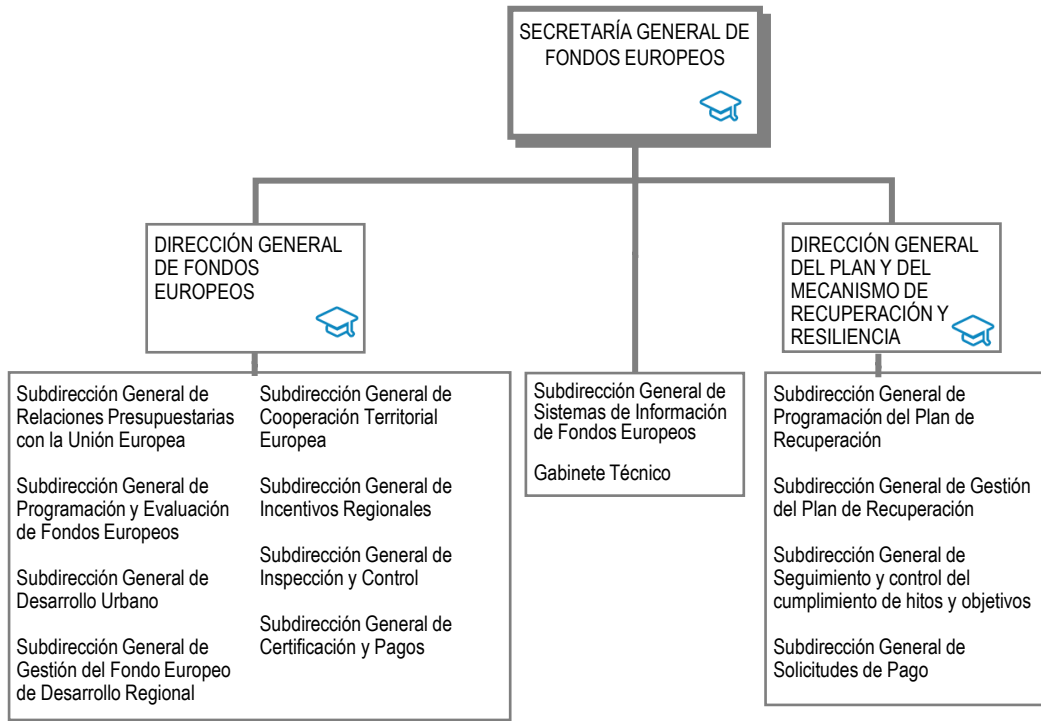 SECRETARÍA GENERAL DE
FONDOS EUROPEOS
DIRECCIÓN GENERAL
DE FONDOS
EUROPEOS
DIRECCIÓN GENERAL
DEL PLAN Y DEL
MECANISMO DE
RECUPERACIÓN Y
RESILIENCIA
Subdirección General de
Relaciones Presupuestarias
con la Unión Europea
Subdirección General de
Programación y Evaluación
de Fondos Europeos
Subdirección General de
Desarrollo Urbano
Subdirección General de
Gestión del Fondo Europeo
de Desarrollo Regional
Subdirección General de
Cooperación Territorial
Europea
Subdirección General de
Incentivos Regionales
Subdirección General de
Inspección y Control
Subdirección General de
Certificación y Pagos
Subdirección General de
Sistemas de Información
de Fondos Europeos
Gabinete Técnico
Subdirección General de
Programación del Plan de
Recuperación
Subdirección General de Gestión
del Plan de Recuperación
Subdirección General de
Seguimiento y control del
cumplimiento de hitos y objetivos
Subdirección General de
Solicitudes de Pago